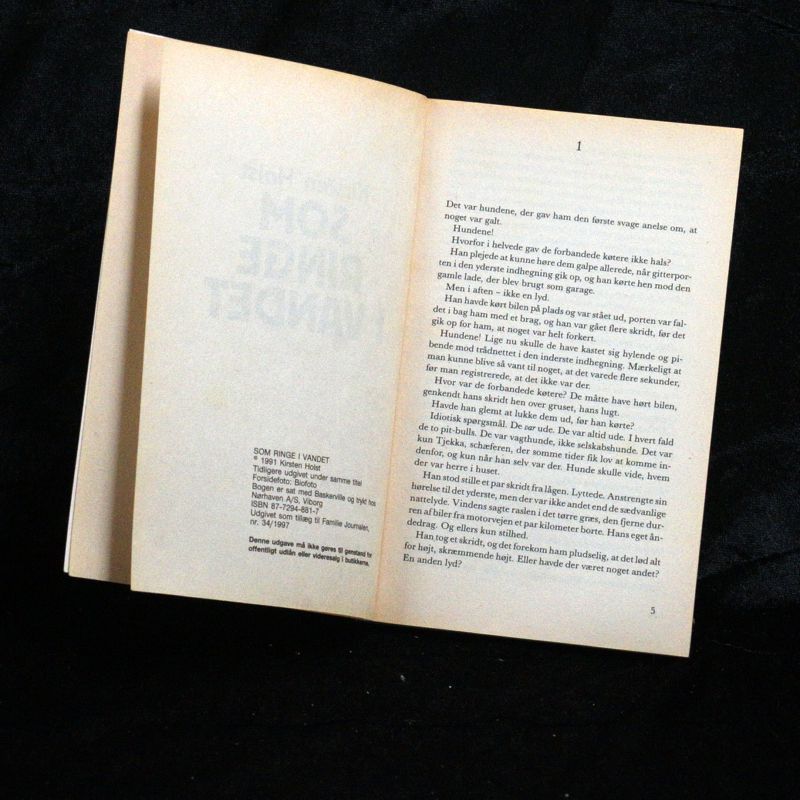 SOM RINGE I VANDET
© 1991 Kirsten Holst
Tidligere udgivet under samme titel
Forsidefoto: Biofoto
Bogen er sat med Baskerville og trykt hos
Nørhaven A/S, Viborg
ISBN 87-7294-881-7
Udgivet som tillæg til Familie Journalen,
nr. 34/1997
Denne udgave må ikke gøres til genstand for
offentligt udlån eller videresalg i butikkerne.
1
Det var hundene, der gav ham den første svage anelse om, at
noget var galt.
Hundene!
Hvorfor i helvede gav de forbandede køtere ikke hals?
Han plejede at kunne høre dem galpe allerede, når gitterpor-
ten i den yderste indhegning gik op, og han kørte hen mod den
gamle lade, der blev brugt som garage.
Men i aften – ikke en lyd.
Han havde kørt bilen på plads og var stået ud, porten var fal-
det i bag ham med et brag, og han var gået flere skridt, før det
gik op for ham, at noget var helt forkert.
Hundene! Lige nu skulle de have kastet sig hylende og pi-
bende mod trådnettet i den inderste indhegning. Mærkeligt at
man kunne blive så vant til noget, at det varede flere sekunder,
før man registrerede, at det ikke var der.
Hvor var de forbandede køtere? De måtte have hørt bilen,
genkendt hans skridt hen over gruset, hans lugt.
Havde han glemt at lukke dem ud, før han kørte?
Idiotisk spørgsmål. De var ude. De var altid ude. I hvert fald
de to pit-bulls. De var vagthunde, ikke selskabshunde. Det var
kun Tjekka, schæferen, der somme tider fik lov at komme in-
denfor, og kun når han selv var der. Hunde skulle vide, hvem
der var herre i huset.
Han stod stille et par skridt fra lågen. Lyttede. Anstrengte sin
hørelse til det yderste, men der var ikke andet end de sædvanlige
nattelyde. Vindens sagte raslen i det tørre græs, den fjerne dur-
ren af biler fra motorvejen et par kilometer borte. Hans eget ån-
dedrag. Og ellers kun stilhed.
Han tog et skridt, og det forekom ham pludselig, at det lød alt
for højt, skræmmende højt. Eller havde der været noget andet?
En anden lyd?
5